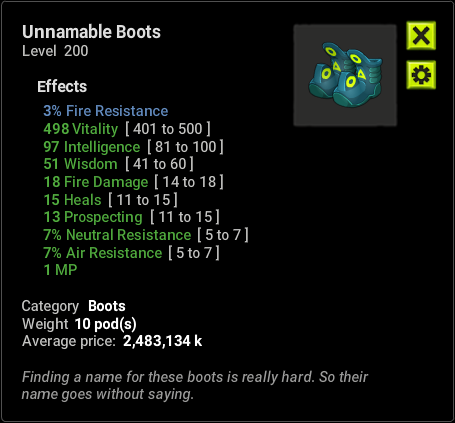 Unnamable Boots
Level 200
Effects
3% Fire Resistance
498 Vitality [ 401 to 500 ]
97 Intelligence [ 81 to 100 ]
51 Wisdom [ 41 to 60 ]
18 Fire Damage [ 14 to 18 ]
15 Heals [ 11 to 15 ]
13 Prospecting [ 11 to 15 ]
7% Neutral Resistance [ 5 to 7 ]
7% Air Resistance [ 5 to 7 ]
1 MP
Category Boots
Weight 10 pod(s)
Average price: 2,483,134 k
Finding a name for these boots is really hard. So their
name goes without saying.